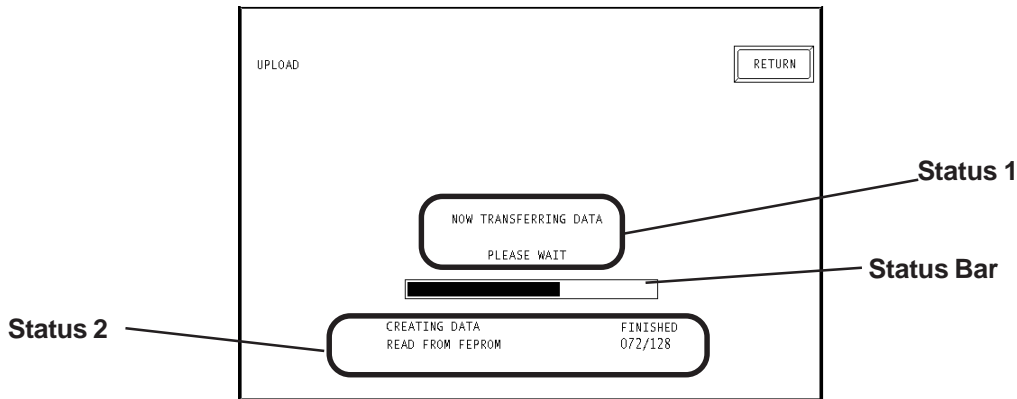 UPLOAD RETURN
Status 1
NOW TRANSFERRING DATA
PLEASE WAIT
Status Bar
Status 2
CREATING DATA FINISHED
READ FROM FEPROM 072/128